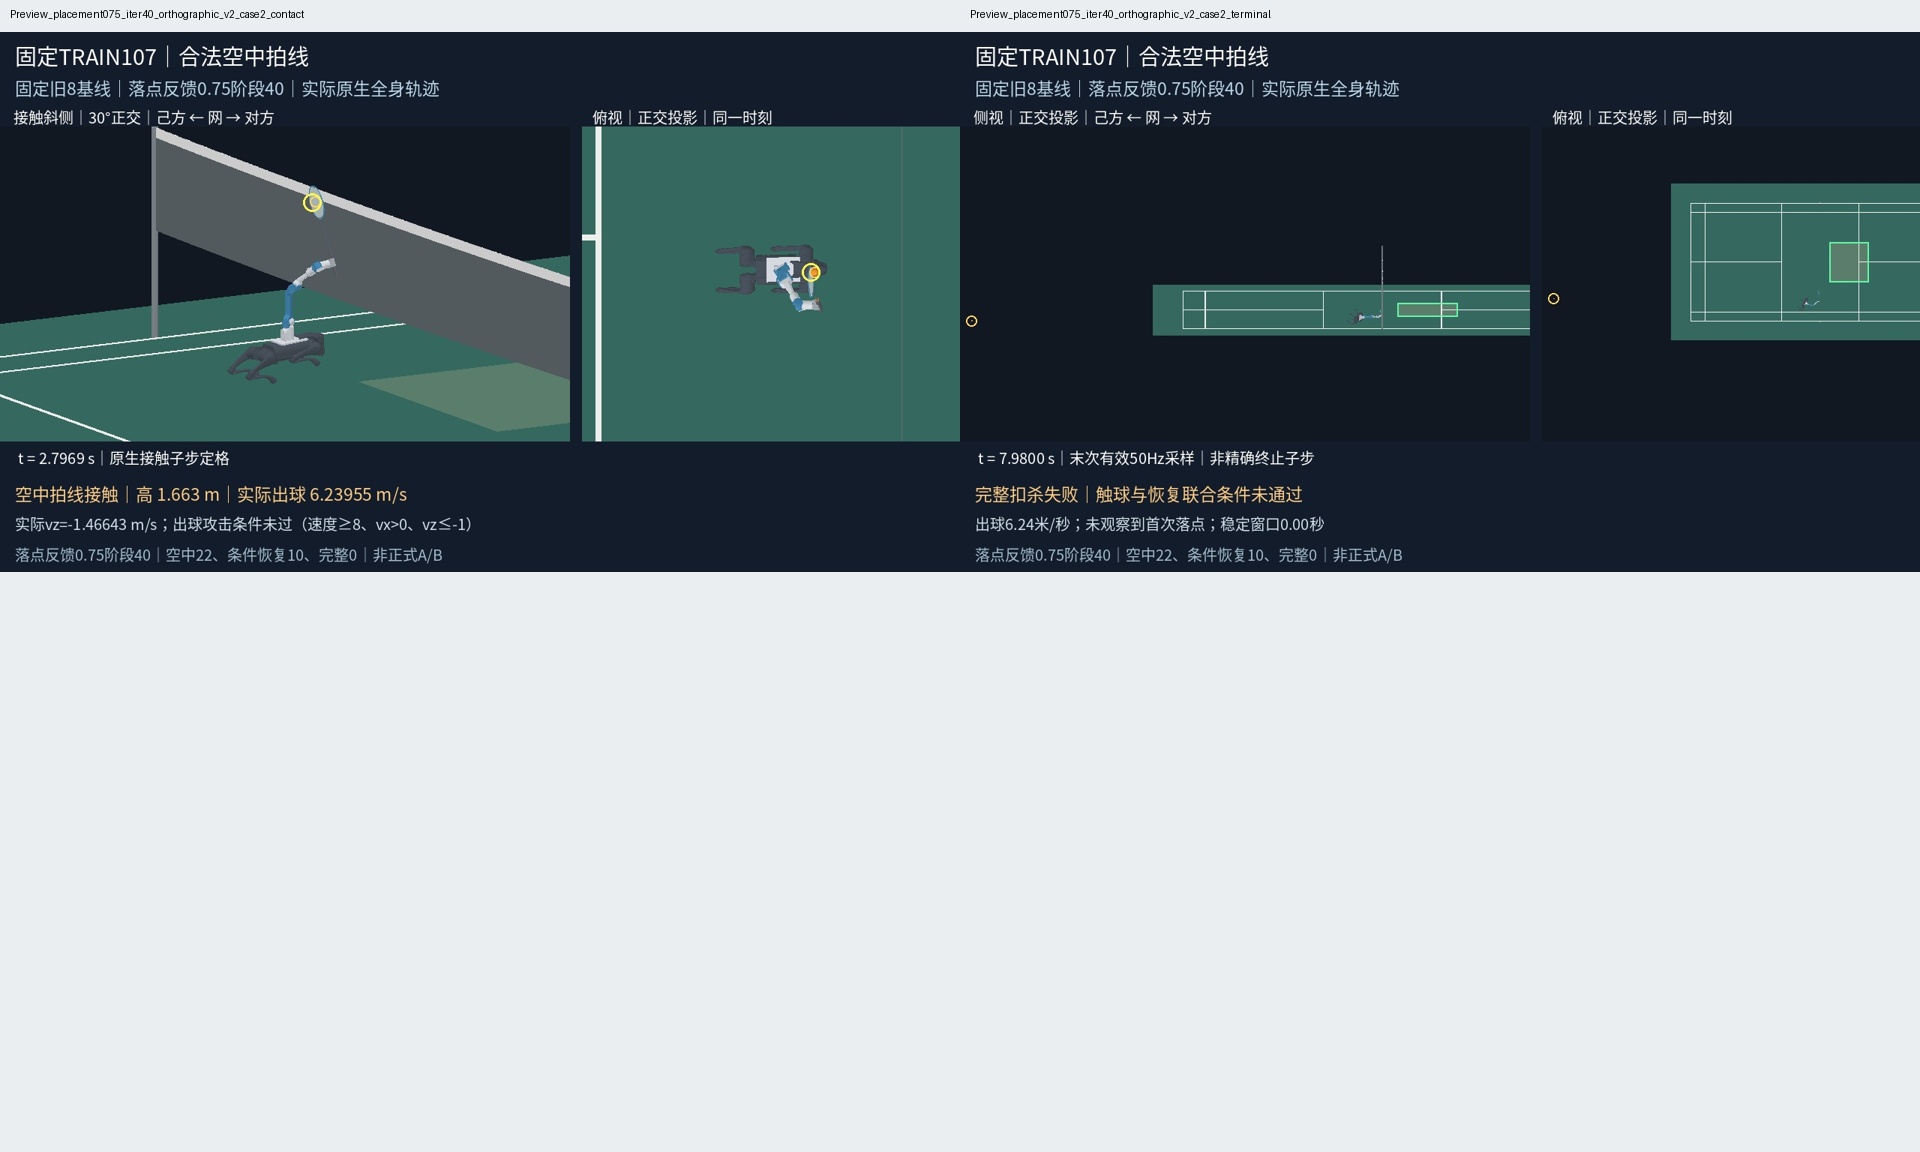 Preview_placement075_iter40_orthographic_v2_case2_contact
固定TRAIN107｜合法空中拍线
固定旧8基线｜落点反馈0.75阶段40｜实际原生全身轨迹
接触斜侧｜30°正交｜己方 ← 网 → 对方
俯视｜正交投影｜同一时刻
t = 2.7969 s｜原生接触子步定格
空中拍线接触｜高 1.663 m｜实际出球 6.23955 m/s
实际vz=-1.46643 m/s；出球攻击条件未过（速度≥8、vx>0、vz≤-1）
落点反馈0.75阶段40｜空中22、条件恢复10、完整0｜非正式A/B
Preview_placement075_iter40_orthographic_v2_case2_terminal
固定TRAIN107｜合法空中拍线
固定旧8基线｜落点反馈0.75阶段40｜实际原生全身轨迹
侧视｜正交投影｜己方 ← 网 → 对方
俯视｜正交投影｜同一时刻
t = 7.9800 s｜末次有效50Hz采样｜非精确终止子步
完整扣杀失败｜触球与恢复联合条件未通过
出球6.24米/秒；未观察到首次落点；稳定窗口0.00秒
落点反馈0.75阶段40｜空中22、条件恢复10、完整0｜非正式A/B